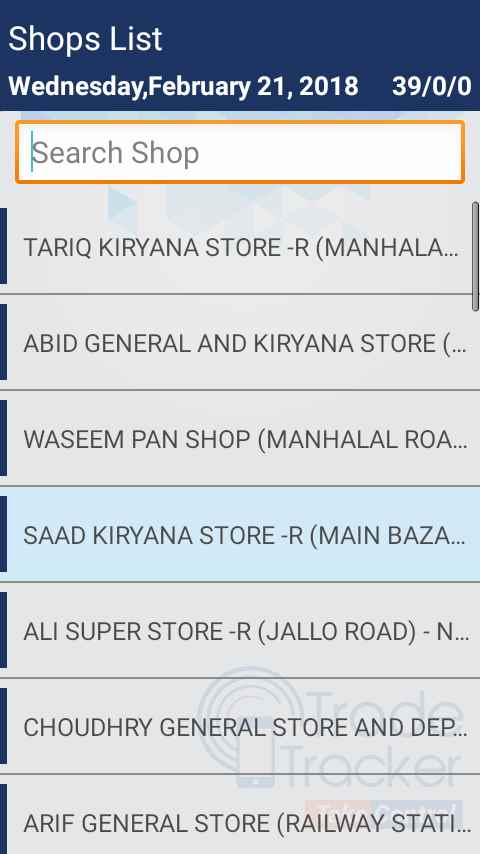 Shops List
Wednesday,February 21, 2018 39/0/0
Search Shop
TARIQ KIRYANA STORE -R (MANHALA...
ABID GENERAL AND KIRYANA STORE (...
WASEEM PAN SHOP (MANHALAL ROA...
SAAD KIRYANA STORE -R (MAIN BAZA...
ALI SUPER STORE -R (JALLO ROAD) - N...
Trade
CHOUDHRY GENERAL STORE AND DEP...
Tracker
Take Control
ARIF GENERAL STORE (RAILWAY STATI...